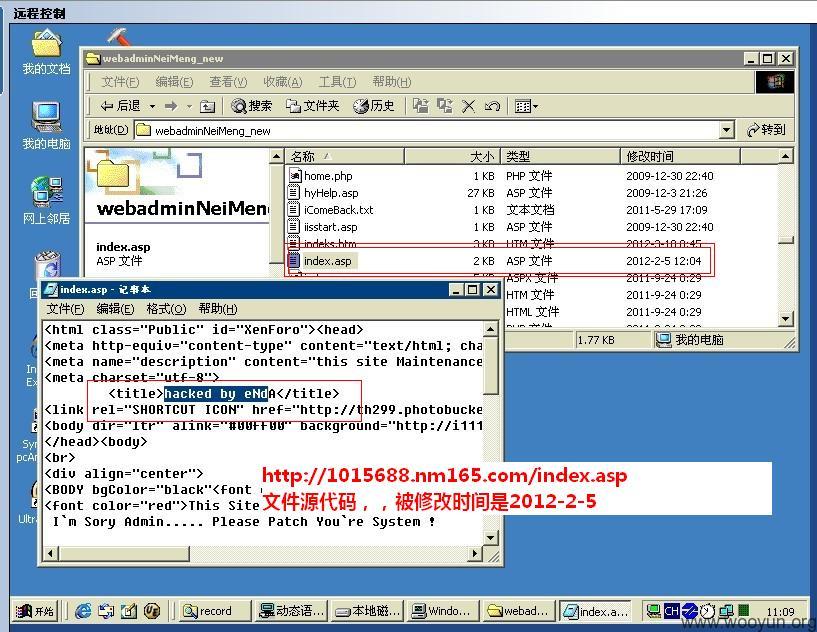 远程控制
我的文档
我的电脑
网上邻居
webadminNeiMeng_new
文件(F) 编辑(E) 查看(V) 收藏(A) 工具(T) 帮助(H)
后退 搜索 文件夹 历史
地址(D) webadminNeiMeng_new 转到
webadminNeiMeng
index.asp
ASP 文件
名称 大小 类型 修改时间
home.php 1 KB PHP 文件 2009-12-30 22:40
hyHelp.asp 27 KB ASP 文件 2009-12-3 21:26
iComeBack.txt 1 KB 文本文档 2011-5-29 17:09
iisstart.asp 1 KB ASP 文件 2009-12-30 22:40
indeks.htm 3 KB HTM 文件 2012-3-10 0:45
index.asp 2 KB ASP 文件 2012-2-5 12:04
ASPX 文件 2011-9-24 0:29
HTM 文件 2011-9-24 0:29
HTML 文件 2011-9-24 0:29
PHP 文件 2011-9-24 0:29
1.77 KB 我的电脑
index.asp - 记事本
文件(F) 编辑(E) 格式(O) 帮助(H)
<html class="Public" id="XenForo"><head>
<meta http-equiv="content-type" content="text/html; cha
<meta name="description" content="this site Maintenance
<meta charset="utf-8">
<title>hacked by eNdA</title>
<link rel="SHORTCUT ICON" href="http://th299.photobucke
<body dir="ltr" alink="#00FF00" background="http://i111
</head><body>
<br>
<div align="center">
<BODY bgColor="black"<font
<font color="red">This Site
I`m Sory Admin..... Please Patch You`re System !
http://1015688.nm165.com/index.asp
文件源代码，，被修改时间是2012-2-5
开始 record 动态语... 本地磁... Windo... webad... index.a... CH 11:09
www.wooyun.org